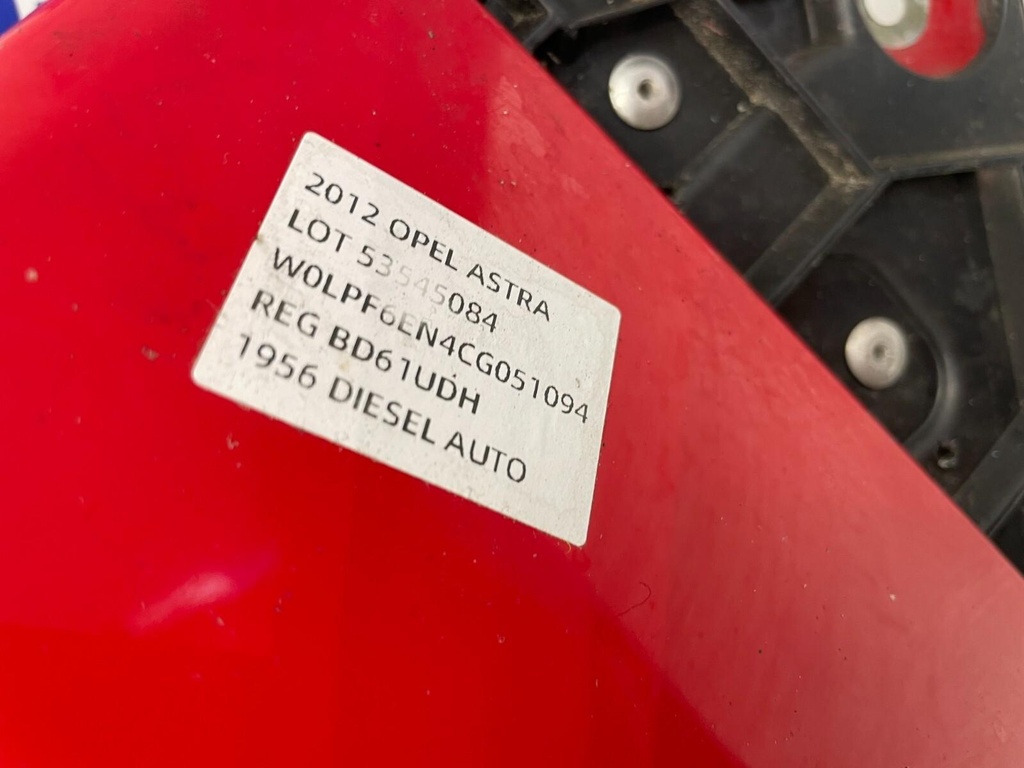 2012 OPEL ASTRA
LOT 53545084
W0LPF6EN4CG051094
REG BD61UDH
1956 DIESEL AUTO